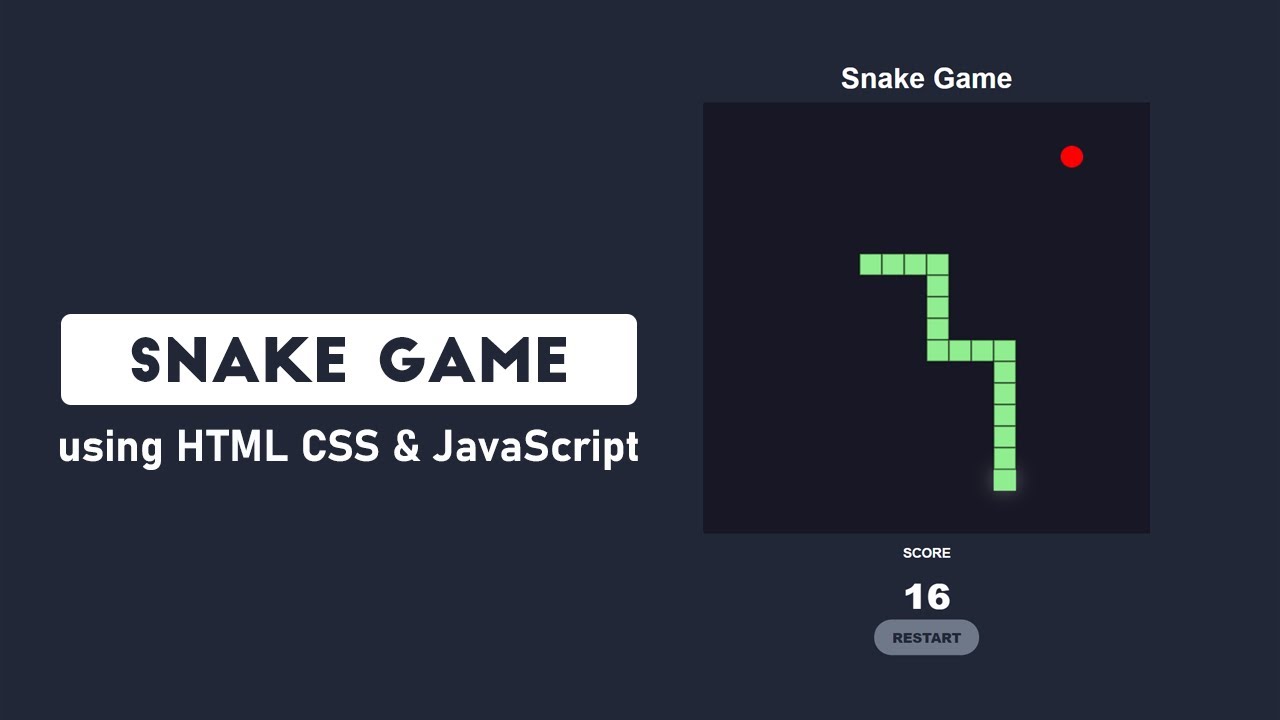 SNAKE GAME
using HTML CSS & JavaScript
Snake Game
SCORE
16
RESTART